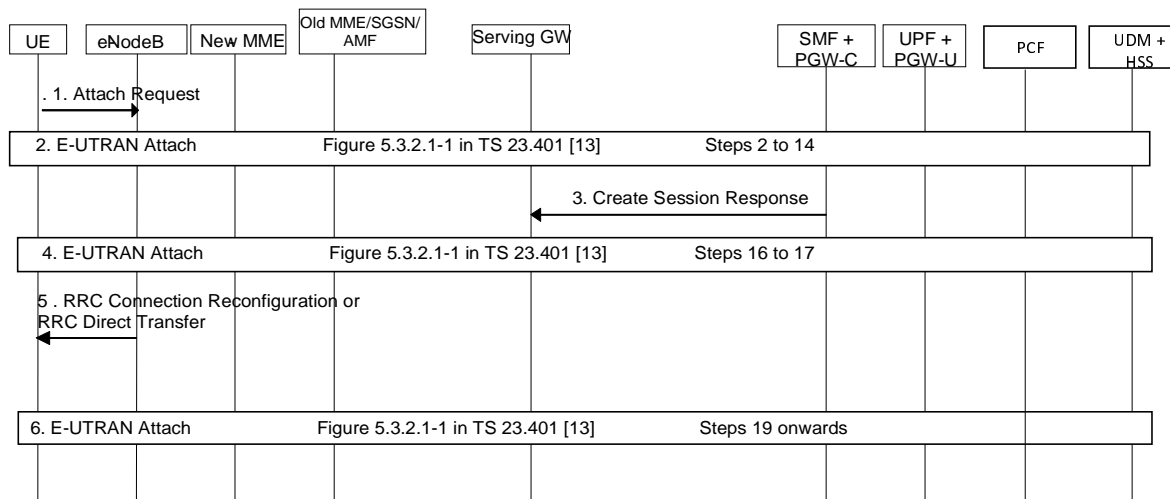 UE
eNodeB
New MME
Old MME/SGSN/
AMF
Serving GW
SMF +
PGW-C
UPF +
PGW-U
PCF
UDM +
HSS
. 1. Attach Request
2. E-UTRAN Attach Figure 5.3.2.1-1 in TS 23.401 [13] Steps 2 to 14
3. Create Session Response
4. E-UTRAN Attach Figure 5.3.2.1-1 in TS 23.401 [13] Steps 16 to 17
5 . RRC Connection Reconfiguration or
RRC Direct Transfer
6. E-UTRAN Attach Figure 5.3.2.1-1 in TS 23.401 [13] Steps 19 onwards